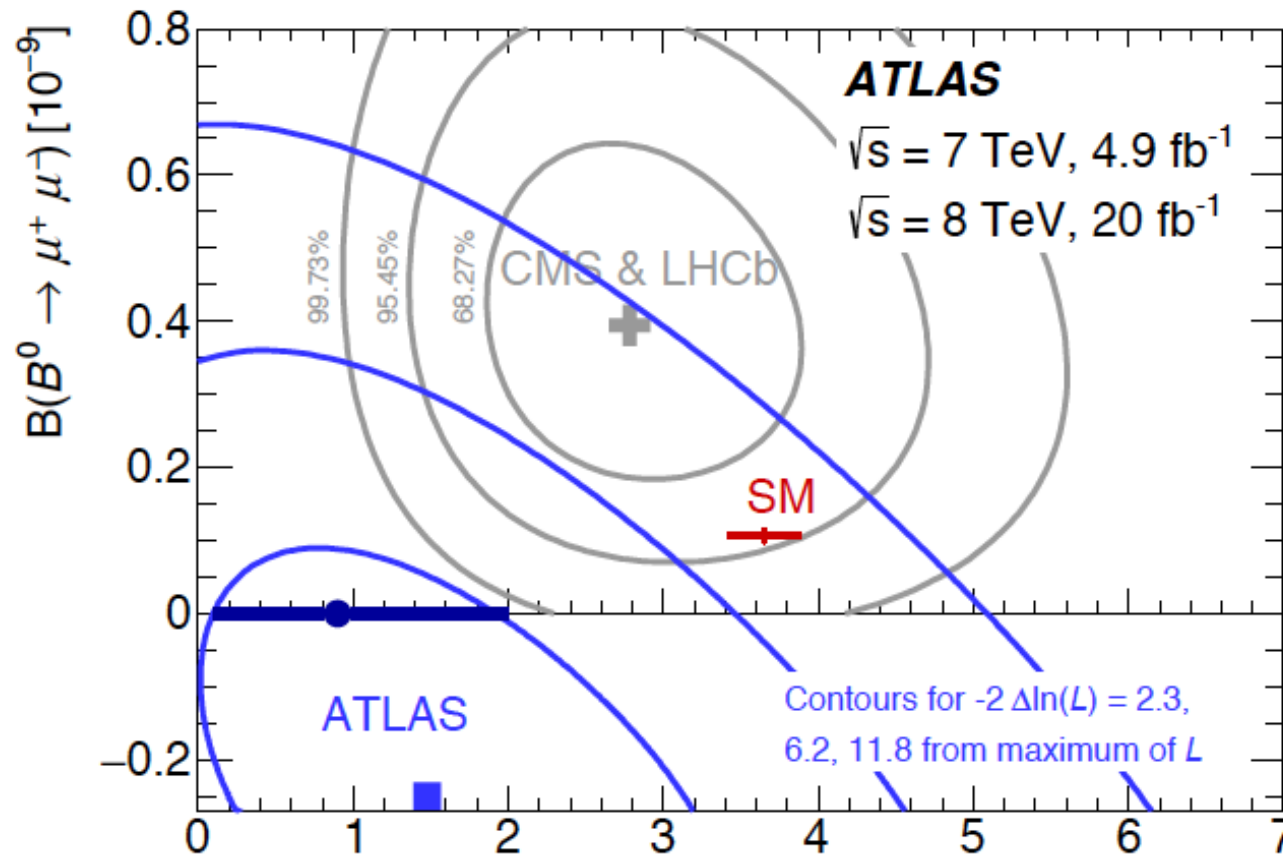 B(B⁰ → μ⁺ μ⁻) [10⁻⁹]
0.8
0.6
0.4
0.2
0
−0.2
0 1 2 3 4 5 6 7
ATLAS
√s = 7 TeV, 4.9 fb⁻¹
√s = 8 TeV, 20 fb⁻¹
99.73%
95.45%
68.27%
CMS & LHCb
SM
ATLAS
Contours for -2 Δln(L) = 2.3,
6.2, 11.8 from maximum of L